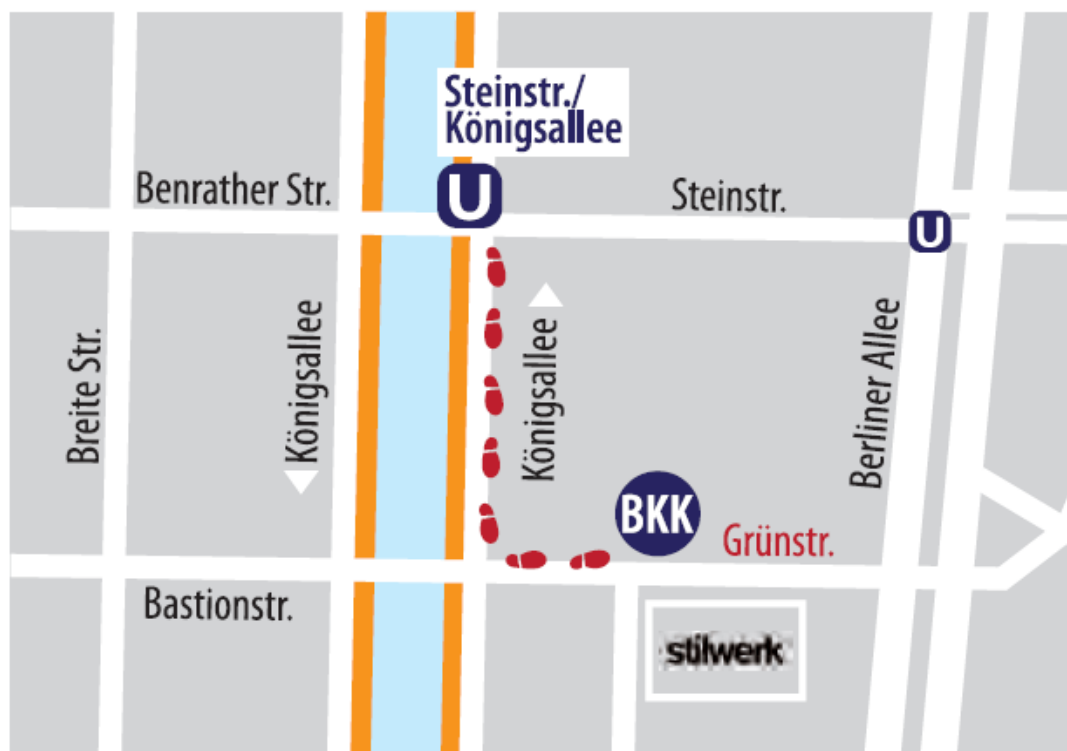 Steinstr./
Königsallee
U
Benrather Str.
Steinstr.
U
Breite Str.
Königsallee
Königsallee
Berliner Allee
BKK
Grünstr.
Bastionstr.
stilwerk